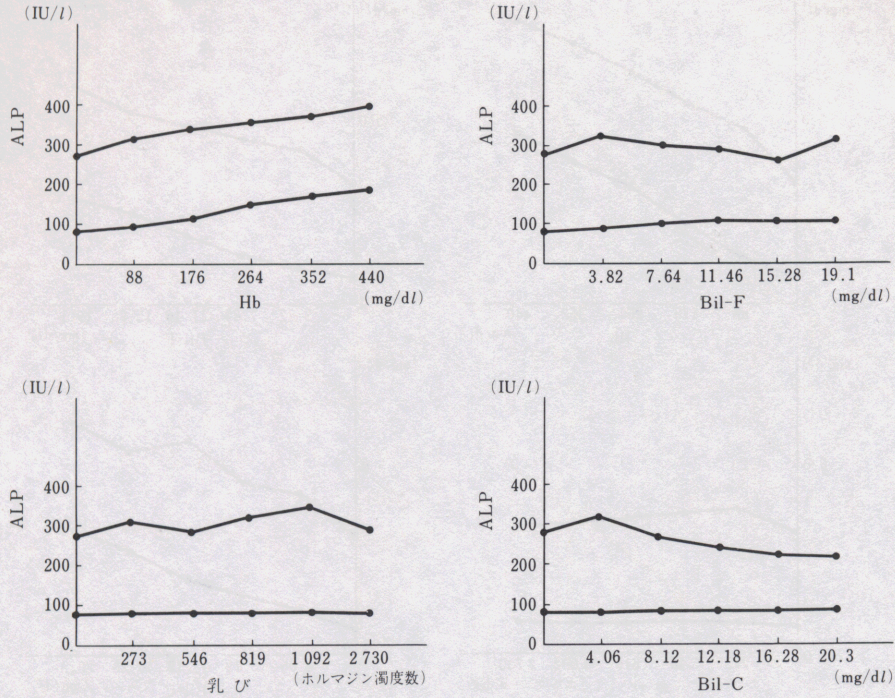 (IU/l)
ALP
400
300
200
100
0
88 176 264 352 440
Hb (mg/dl)
(IU/l)
ALP
400
300
200
100
0
3.82 7.64 11.46 15.28 19.1
Bil-F (mg/dl)
(IU/l)
ALP
400
300
200
100
0
273 546 819 1 092 2 730
乳び (ホルマジン濁度数)
(IU/l)
ALP
400
300
200
100
0
4.06 8.12 12.18 16.28 20.3
Bil-C (mg/dl)